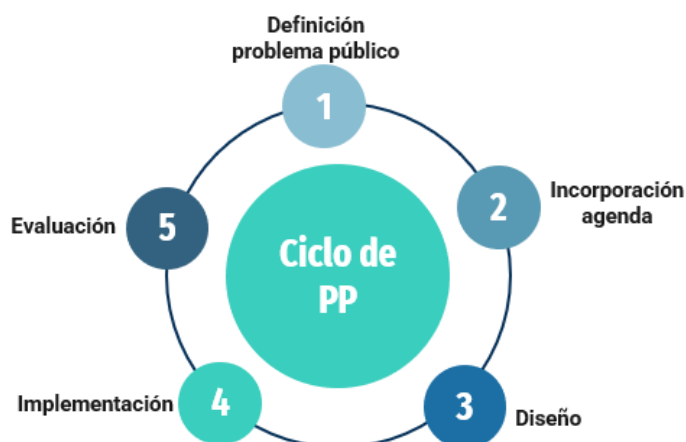 Definición
problema público
1
2
Incorporación
agenda
Ciclo de
PP
5
Evaluación
Implementación
4
3
Diseño